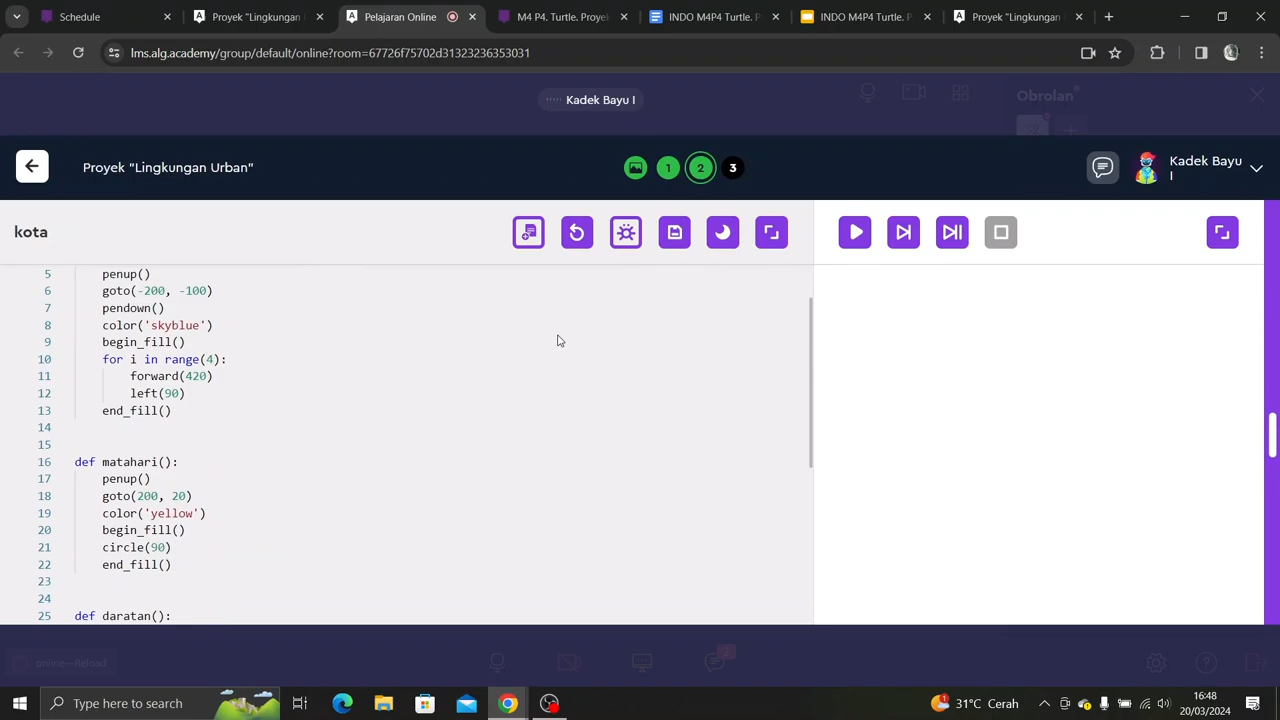 Schedule
Proyek "Lingkungan
Pelajaran Online
M4 P4. Turtle. Proye
INDO M4P4 Turtle. P
INDO M4P4 Turtle. P
Proyek "Lingkungan
lms.alg.academy/group/default/online?room=67726f75702d31323236353031
Kadek Bayu I
Obrolan
Proyek "Lingkungan Urban"
1
2
3
Kadek Bayu
I
kota
5 penup()
6 goto(-200, -100)
7 pendown()
8 color('skyblue')
9 begin_fill()
10 for i in range(4):
11 forward(420)
12 left(90)
13 end_fill()
14
15
16 def matahari():
17 penup()
18 goto(200, 20)
19 color('yellow')
20 begin_fill()
21 circle(90)
22 end_fill()
23
24
25 def daratan():
online--Reload
2
Type here to search
1
31°C Cerah
16:48
20/03/2024